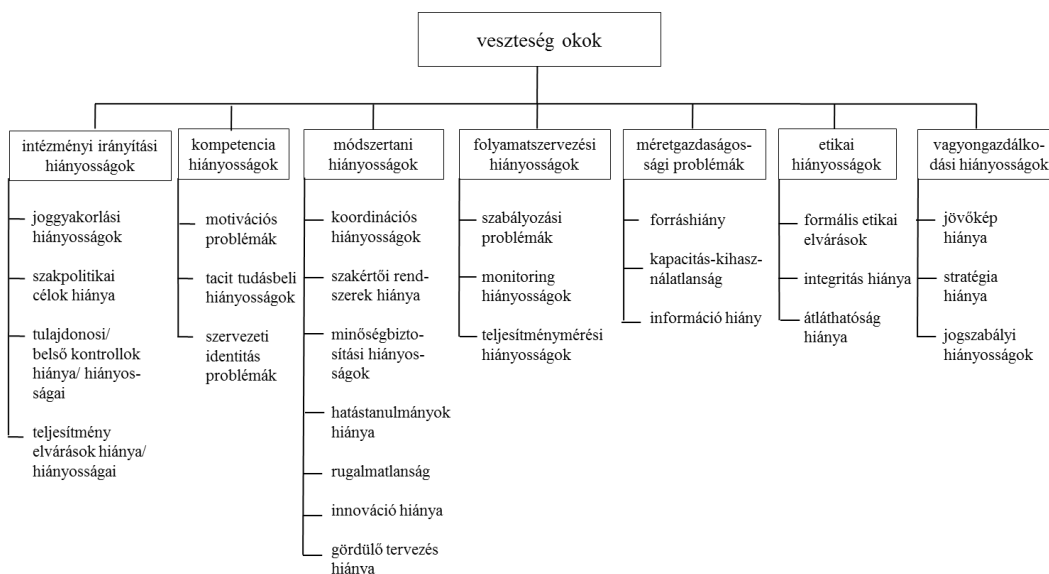 veszteség okok
intézményi irányítási
hiányosságok
joggyakorlási
hiányosságok
szakpolitikai
célok hiánya
tulajdonosi/
belső kontrollok
hiánya/ hiányos-
ságai
teljesítmény
elvárások hiánya/
hiányosságai
kompetencia
hiányosságok
motivációs
problémák
tacit tudásbeli
hiányosságok
szervezeti
identitás
problémák
módszertani
hiányosságok
koordinációs
hiányosságok
szakértői rend-
szerek hiánya
minőségbizto-
sítási hiányos-
ságok
hatástanulmányok
hiánya
rugalmatlanság
innováció hiánya
gördülő tervezés
hiánya
folyamatszervezési
hiányosságok
szabályozási
problémák
monitoring
hiányosságok
teljesítménymérési
hiányosságok
méretgazdaságos-
sági problémák
forráshiány
kapacitás-kihasz-
nálatlanság
információ hiány
etikai
hiányosságok
formális etikai
elvárások
integritás hiánya
átláthatóság
hiánya
vagyongazdálko-
dási hiányosságok
jövőkép
hiánya
stratégia
hiánya
jogszabályi
hiányosságok